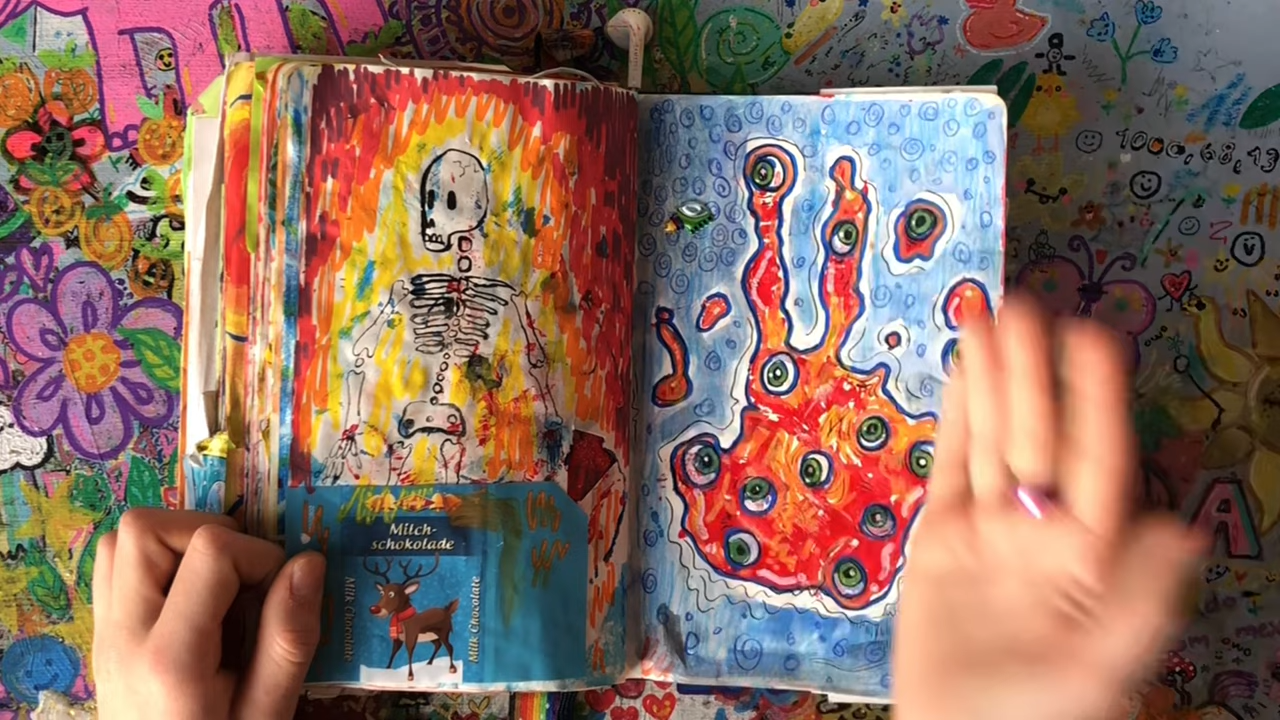 1000, 68, 13
Milch-
schokolade
Milk Chocolate
Milk Chocolate
A